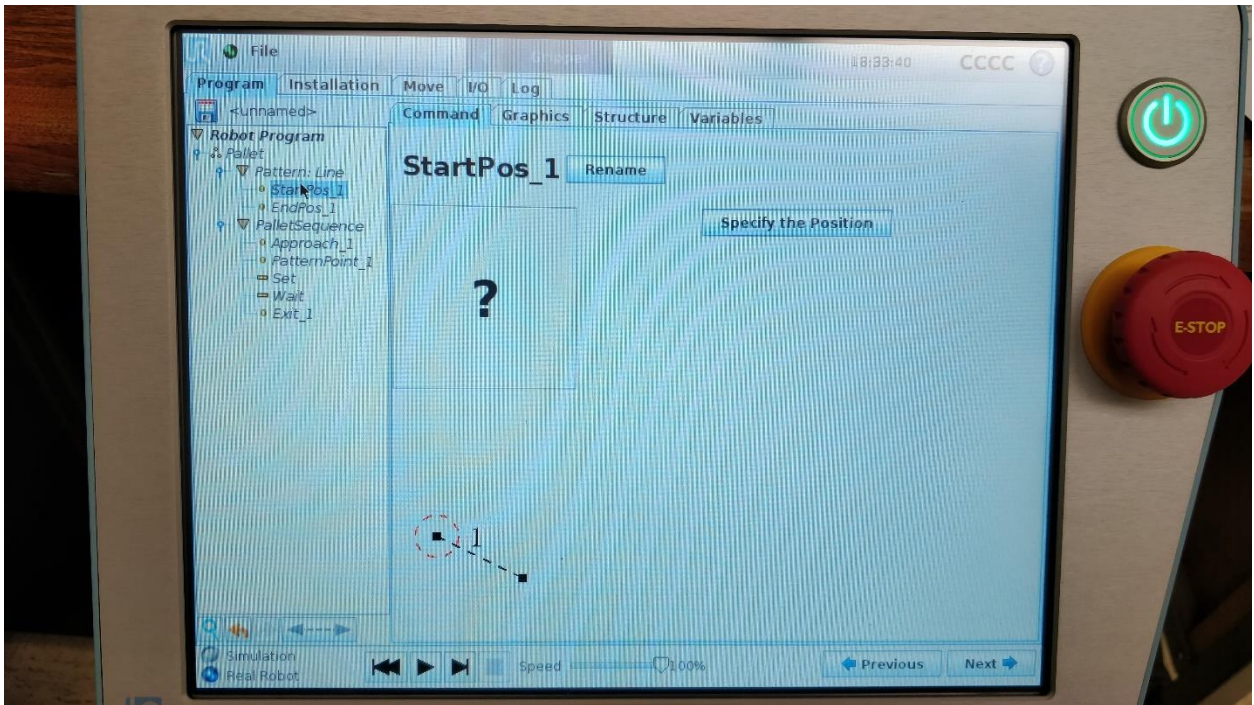 File
18:33:40
CCCC
?
Program Installation Move I/O Log
<unnamed>
Command Graphics Structure Variables
Robot Program
Pallet
Pattern: Line
StartPos_1
EndPos_1
PalletSequence
Approach_1
PatternPoint_1
Set
Wait
Exit_1
StartPos_1
Rename
Specify the Position
?
1
Simulation
Real Robot
Speed
100%
Previous
Next
E-STOP